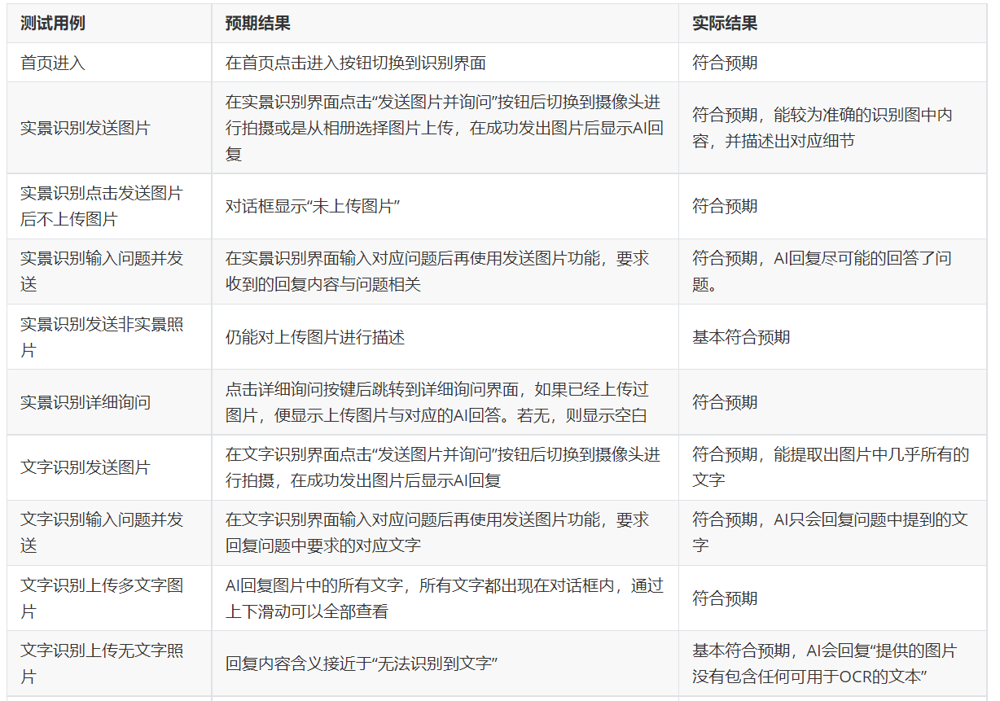 测试用例 预期结果 实际结果
首页进入 在首页点击进入按钮切换到识别界面 符合预期
实景识别发送图片
在实景识别界面点击“发送图片并询问”按钮后切换到摄像头进
行拍摄或是从相册选择图片上传，在成功发出图片后显示AI回
复
符合预期，能较为准确的识别图中内
容，并描述出对应细节
实景识别点击发送图片
后不上传图片
对话框显示“未上传图片”
符合预期
实景识别输入问题并发
送
在实景识别界面输入对应问题后再使用发送图片功能，要求
收到的回复内容与问题相关
符合预期，AI回复尽可能的回答了问
题。
实景识别发送非实景照
片
仍能对上传图片进行描述
基本符合预期
实景识别详细询问
点击详细询问按键后跳转到详细询问界面，如果已经上传过
图片，便显示上传图片与对应的AI回答。若无，则显示空白
符合预期
文字识别发送图片
在文字识别界面点击“发送图片并询问”按钮后切换到摄像头进
行拍摄，在成功发出图片后显示AI回复
符合预期，能提取出图片中几乎所有的
文字
文字识别输入问题并发
送
在文字识别界面输入对应问题后再使用发送图片功能，要求
回复问题中要求的对应文字
符合预期，AI只会回复问题中提到的文
字
文字识别上传多文字图
片
AI回复图片中的所有文字，所有文字都出现在对话框内，通过
上下滑动可以全部查看
符合预期
文字识别上传无文字照
片
回复内容含义接近于“无法识别到文字”
基本符合预期，AI会回复“提供的图片
没有包含任何可用于OCR的文本”